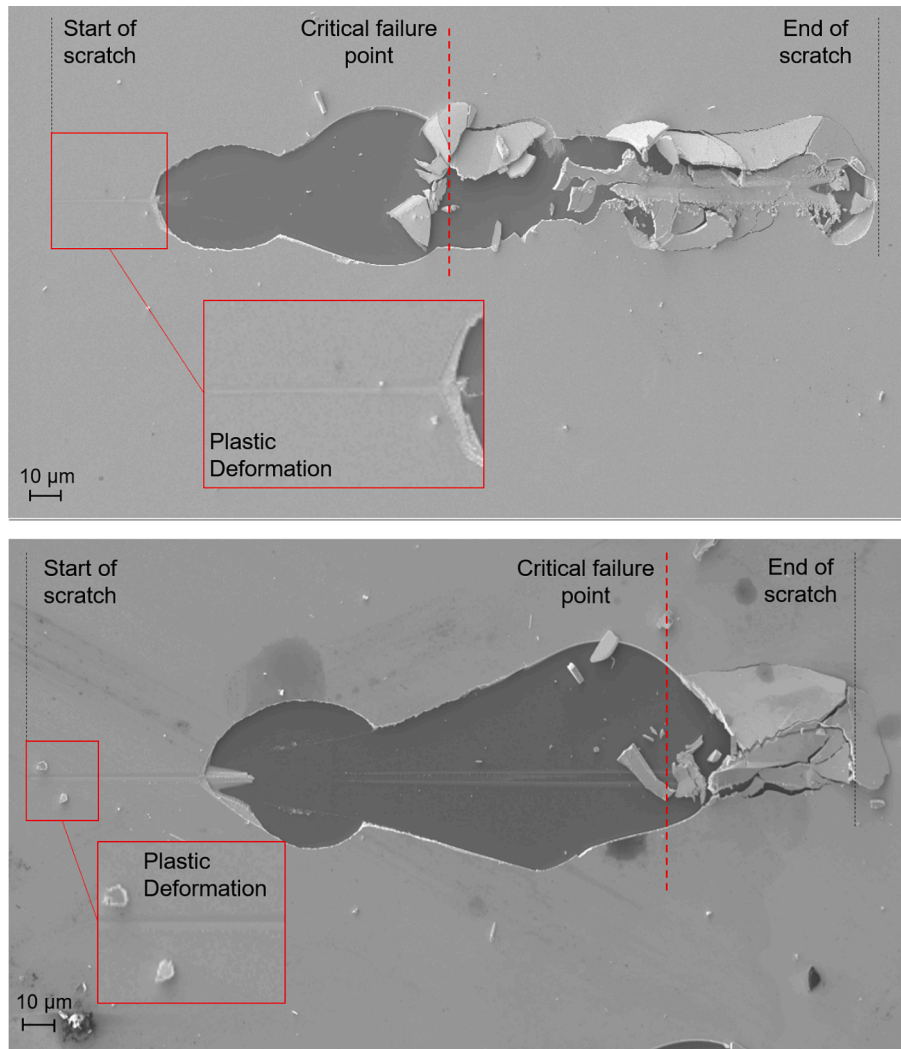 Start of
scratch
Critical failure
point
End of
scratch
Plastic
Deformation
10 µm
Start of
scratch
Critical failure
point
End of
scratch
Plastic
Deformation
10 µm